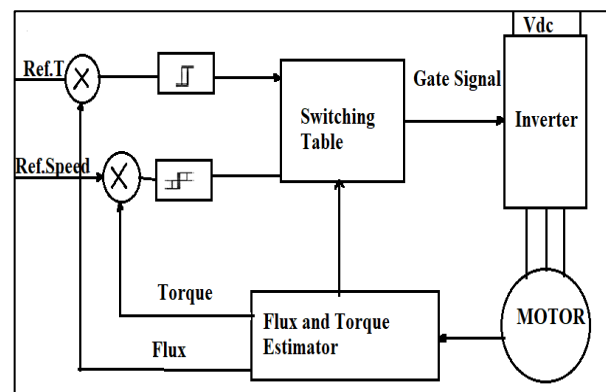 Vdc
Ref.T
Gate Signal
Switching
Table
Inverter
Ref.Speed
Torque
Flux and Torque
Estimator
MOTOR
Flux